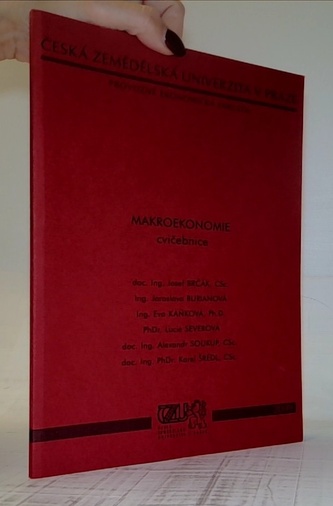 ČESKÁ ZEMĚDĚLSKÁ UNIVERZITA V PRAZE
MAKROEKONOMIE
cvičebnice
doc. Ing. Josef BRČÁK, CSc.
Ing. Jaroslava BURIANOVÁ
Ing. Eva KAŇKOVÁ, Ph.D.
PhDr. Lucie SEVEROVÁ
doc. Ing. Alexandr SOUKUP, CSc.
doc. Ing. PhDr. Karel ŠRÉDL, CSc.